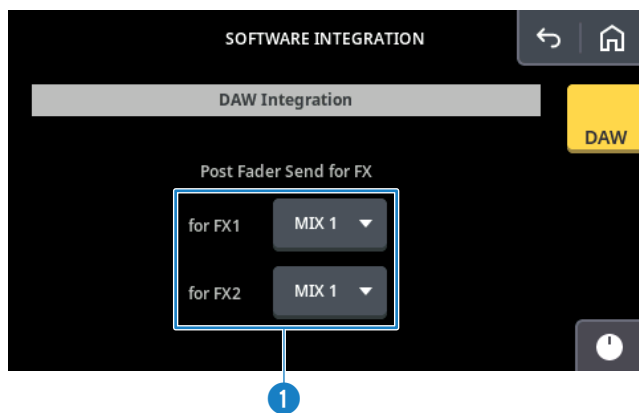 SOFTWARE INTEGRATION
DAW Integration
DAW
Post Fader Send for FX
for FX1 MIX 1
for FX2 MIX 1
1